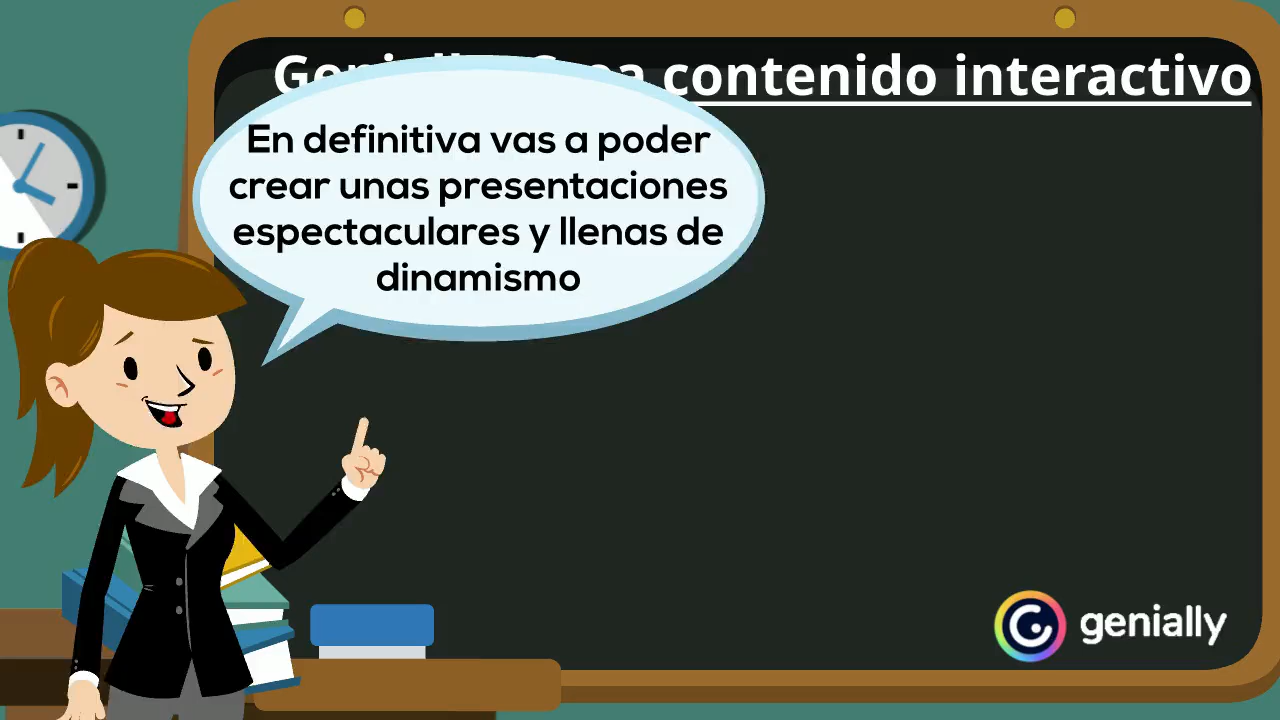 contenido interactivo
En definitiva vas a poder
crear unas presentaciones
espectaculares y llenas de
dinamismo
genially